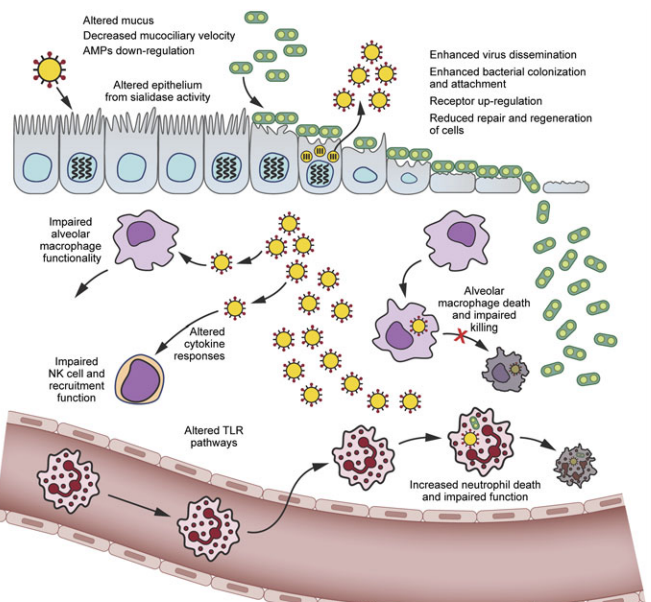 Altered mucus
Decreased mucociliary velocity
AMPs down-regulation
Altered epithelium
from sialidase activity
Enhanced virus dissemination
Enhanced bacterial colonization
and attachment
Receptor up-regulation
Reduced repair and regeneration
of cells
Impaired
alveolar
macrophage
functionality
Alveolar
macrophage death
and impaired
killing
Altered
cytokine
responses
Impaired
NK cell and
recruitment
function
Altered TLR
pathways
Increased neutrophil death
and impaired function